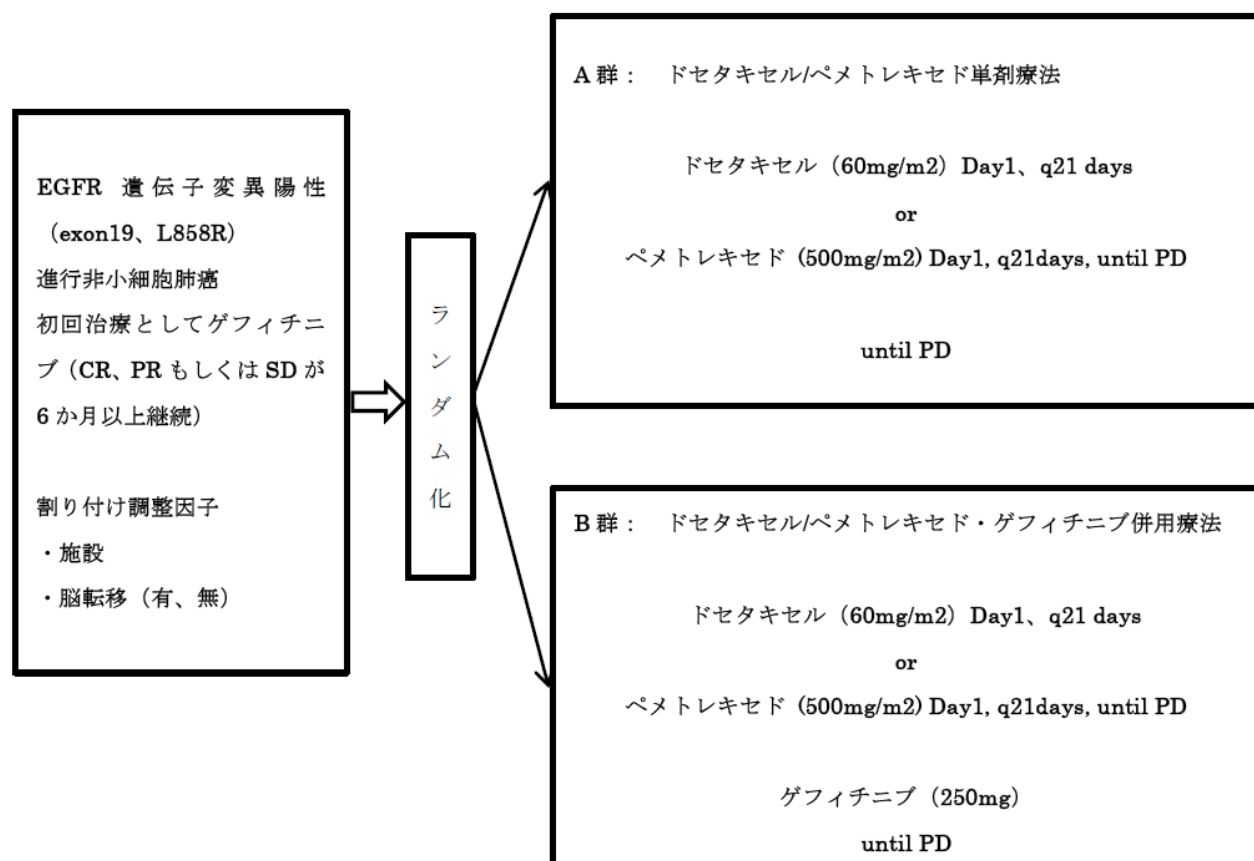 EGFR 遺伝子変異陽性
（exon19、L858R）
進行非小細胞肺癌
初回治療としてゲフィチニ
ブ（CR、PR もしくは SD が
6 か月以上継続）
割り付け調整因子
・施設
・脳転移（有、無）
ランダム化
A 群： ドセタキセル/ペメトレキセド単剤療法
ドセタキセル（60mg/m2）Day1、q21 days
or
ペメトレキセド (500mg/m2) Day1, q21days, until PD
until PD
B 群： ドセタキセル/ペメトレキセド・ゲフィチニブ併用療法
ドセタキセル（60mg/m2）Day1、q21 days
or
ペメトレキセド (500mg/m2) Day1, q21days, until PD
ゲフィチニブ（250mg）
until PD